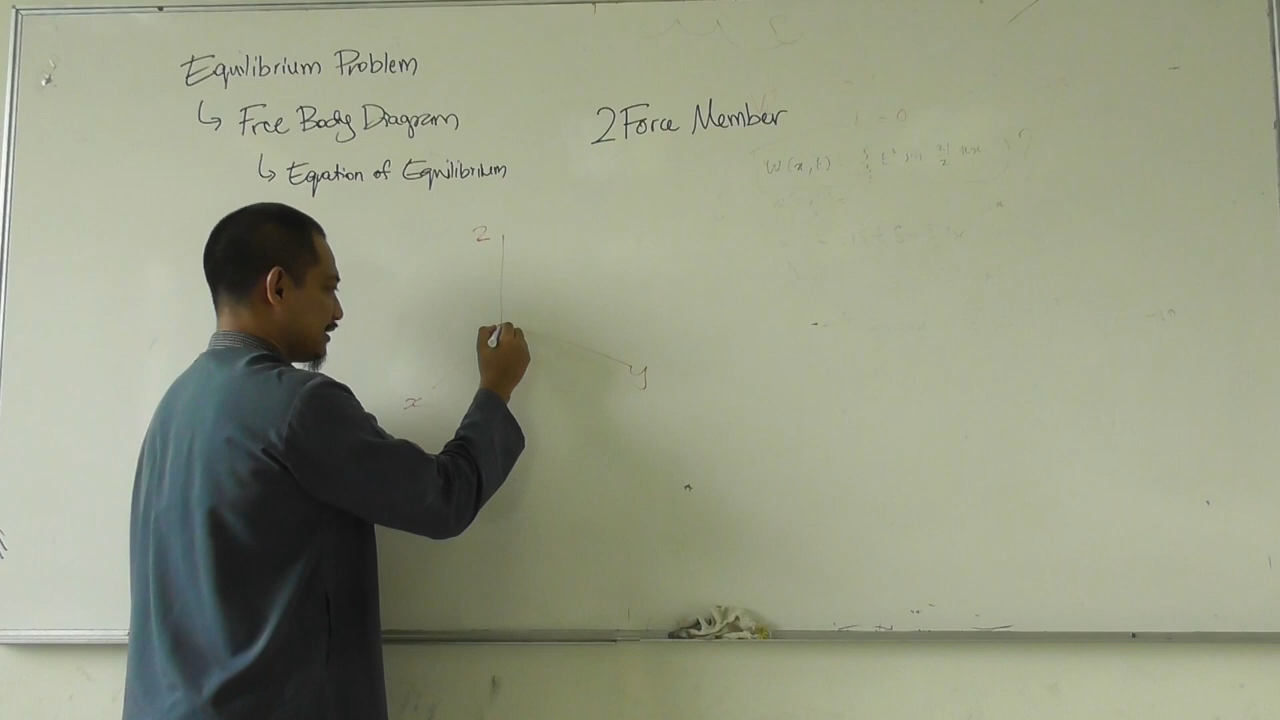 Equilibrium Problem
↳ Free Body Diagram
↳ Equation of Equilibrium
2 Force Member
w(x,t)
z
x
y